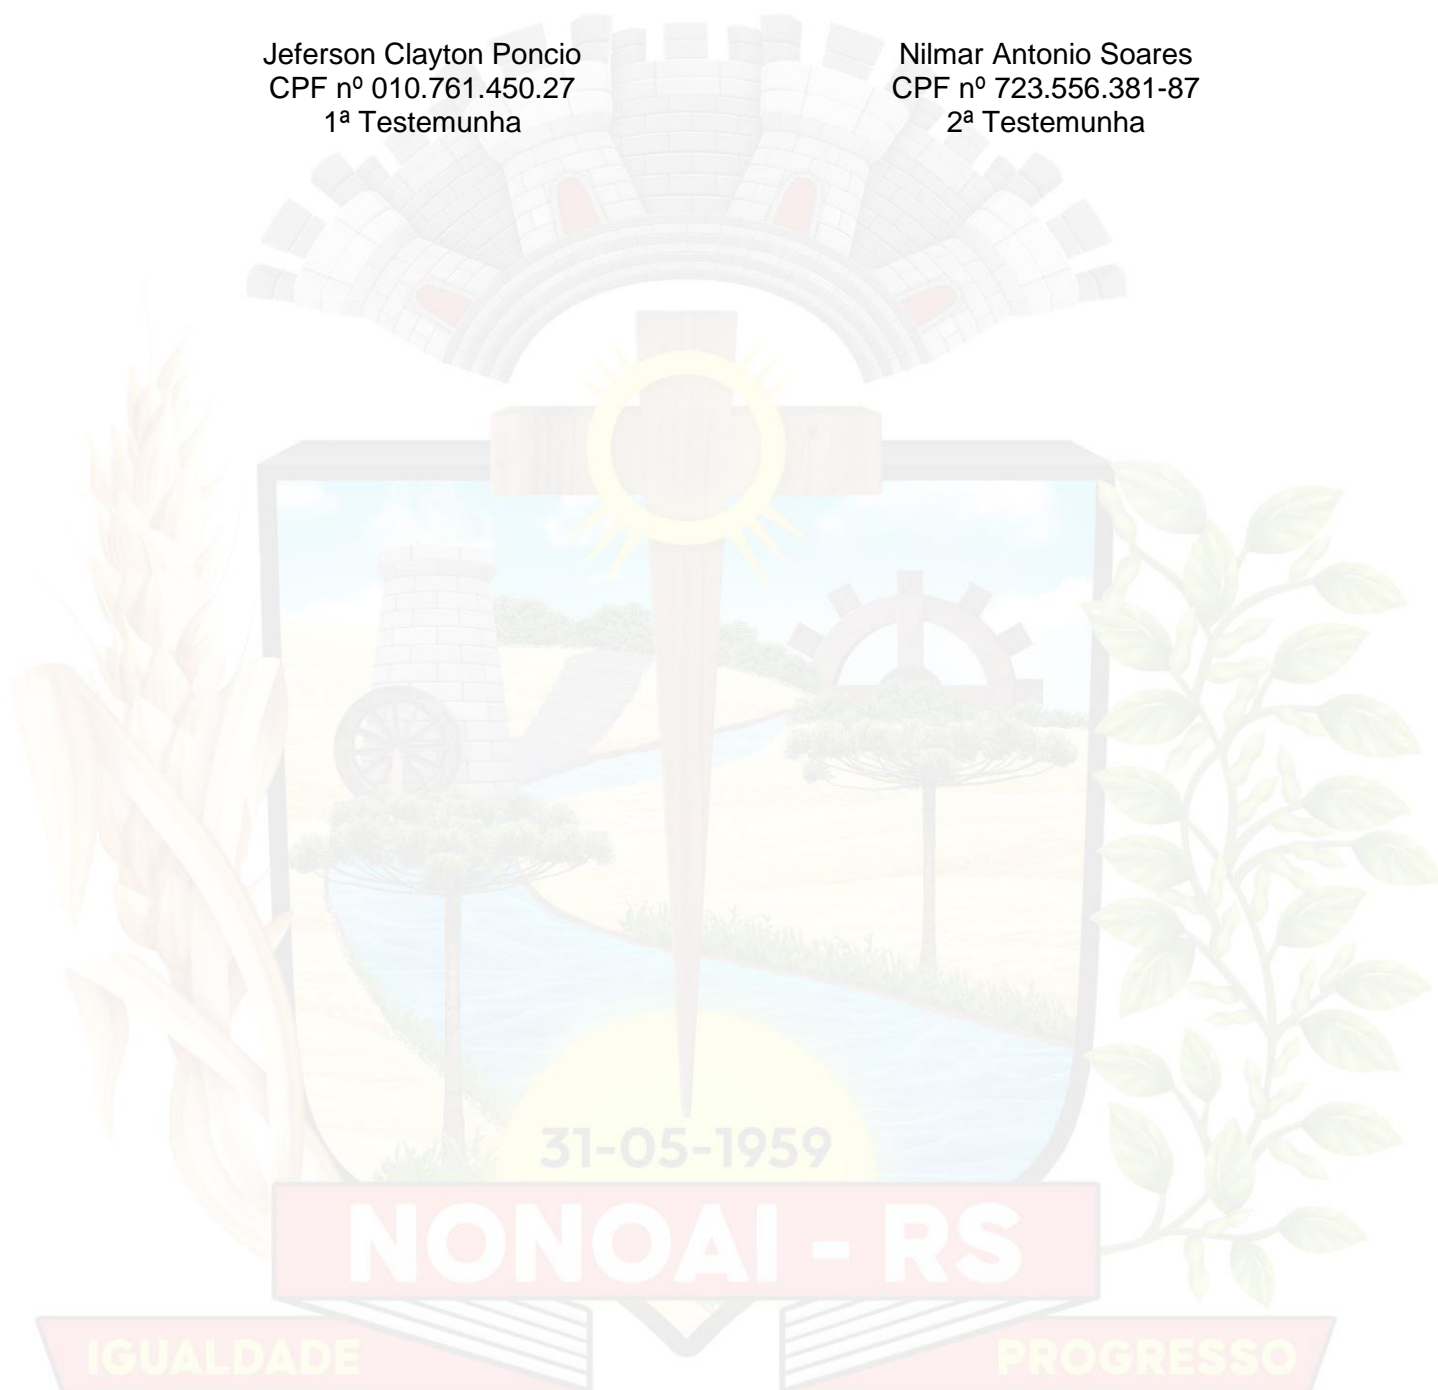 Jeferson Clayton Poncio
CPF nº 010.761.450.27
1ª Testemunha
Nilmar Antonio Soares
CPF nº 723.556.381-87
2ª Testemunha
31-05-1959
NONOAI - RS
IGUALDADE
PROGRESSO